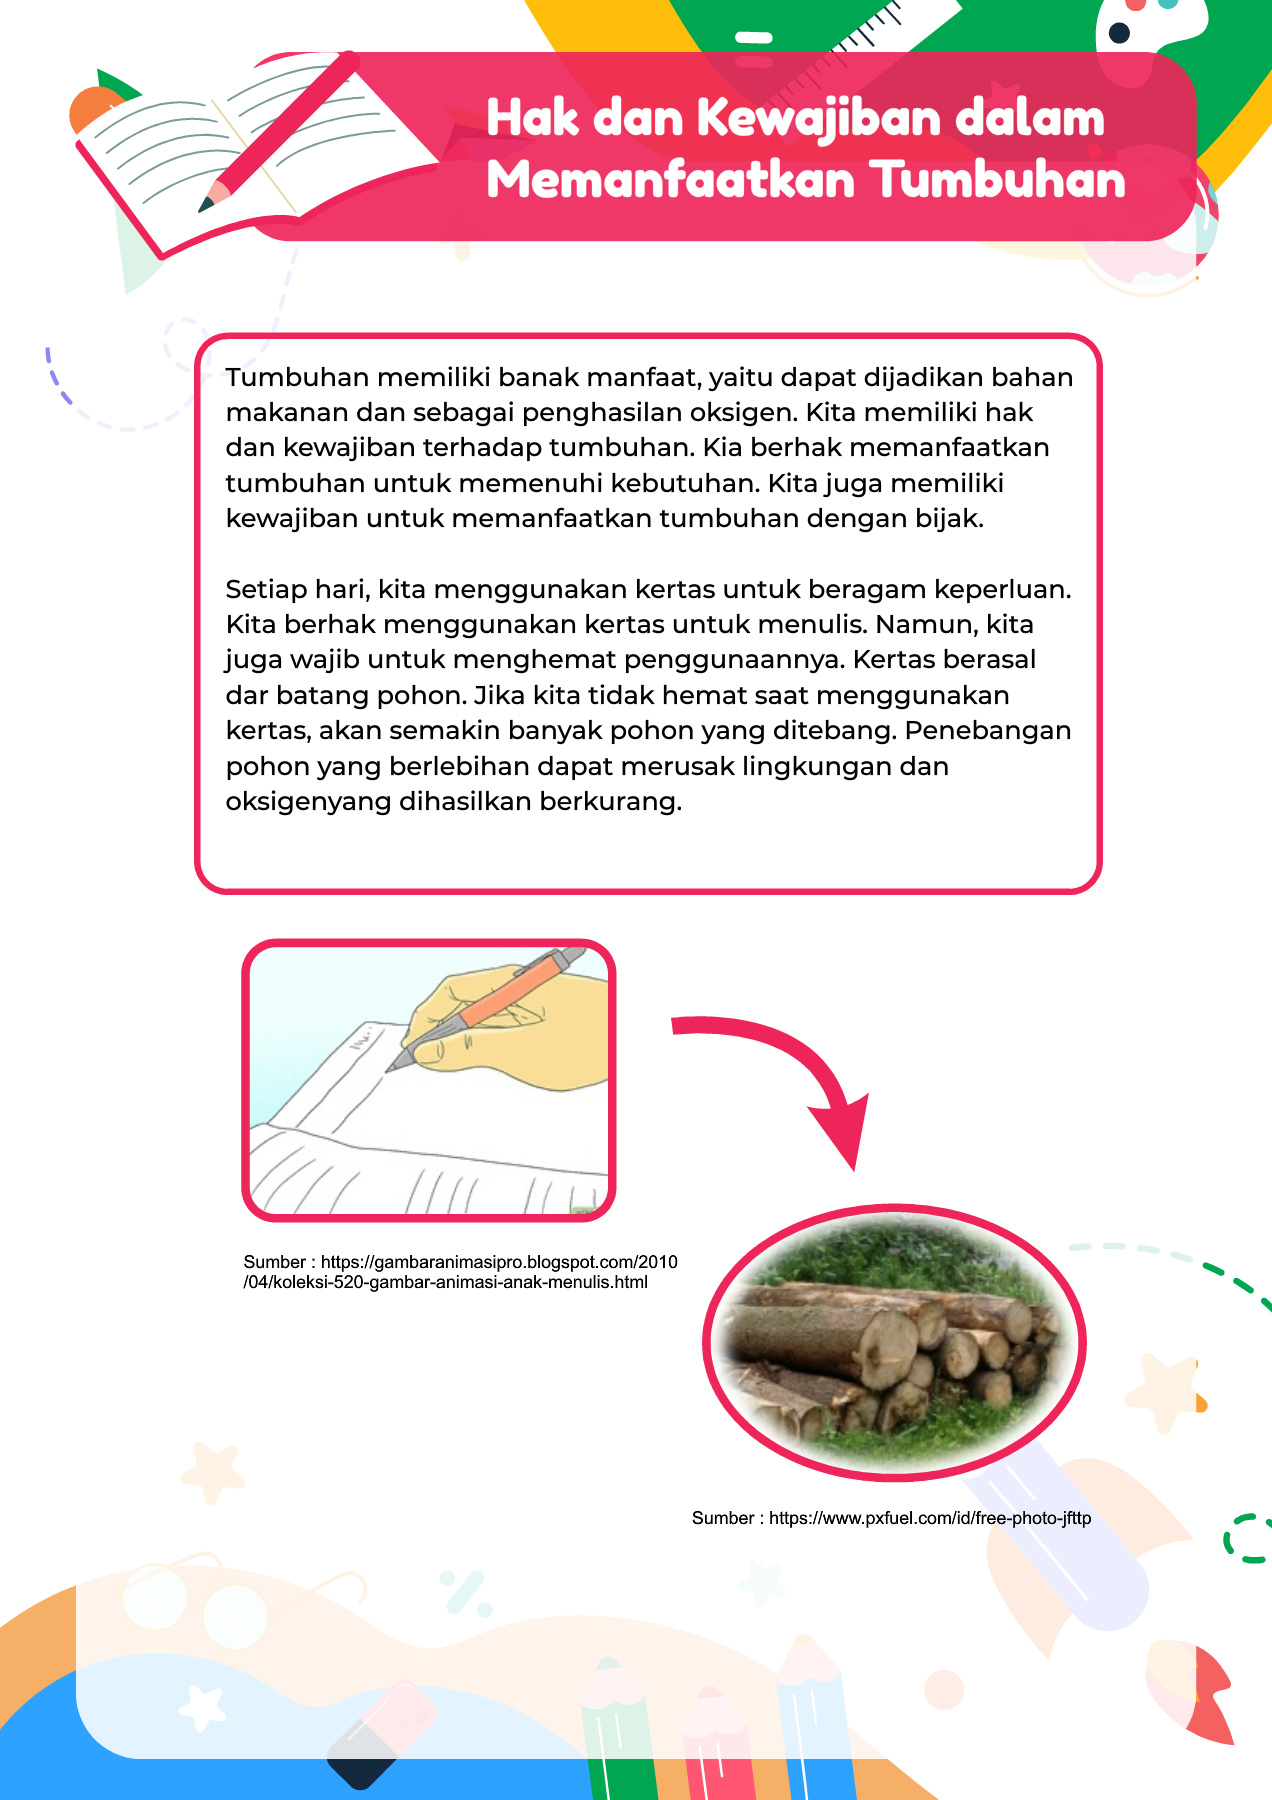 Hak dan Kewajiban dalam
Memanfaatkan Tumbuhan
Tumbuhan memiliki banak manfaat, yaitu dapat dijadikan bahan
makanan dan sebagai penghasilan oksigen. Kita memiliki hak
dan kewajiban terhadap tumbuhan. Kia berhak memanfaatkan
tumbuhan untuk memenuhi kebutuhan. Kita juga memiliki
kewajiban untuk memanfaatkan tumbuhan dengan bijak.
Setiap hari, kita menggunakan kertas untuk beragam keperluan.
Kita berhak menggunakan kertas untuk menulis. Namun, kita
juga wajib untuk menghemat penggunaannya. Kertas berasal
dar batang pohon. Jika kita tidak hemat saat menggunakan
kertas, akan semakin banyak pohon yang ditebang. Penebangan
pohon yang berlebihan dapat merusak lingkungan dan
oksigenyang dihasilkan berkurang.
Sumber : https://gambaranimasipro.blogspot.com/2010
/04/koleksi-520-gambar-animasi-anak-menulis.html
Sumber : https://www.pxfuel.com/id/free-photo-jfttp